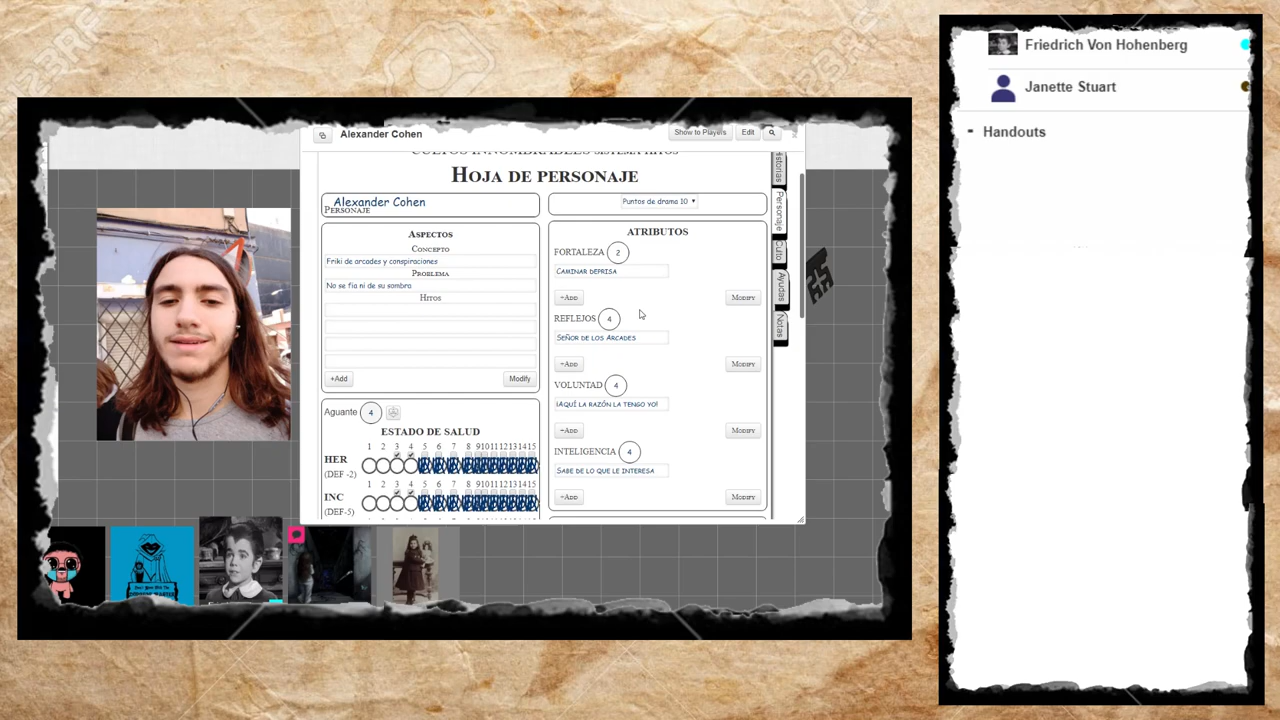 Alexander Cohen
Show to Players
Edit
CULTOS INNOMBRABLES SISTEMA HITOS
HOJA DE PERSONAJE
Alexander Cohen
PERSONAJE
Puntos de drama 10
ASPECTOS
CONCEPTO
Friki de arcades y conspiraciones
PROBLEMA
No se fia ni de su sombra
HITOS
+Add
Modify
Aguante 4
ESTADO DE SALUD
1 2 3 4 5 6 7 8 9 10 11 12 13 14 15
HER
(DEF -2)
1 2 3 4 5 6 7 8 9 10 11 12 13 14 15
INC
(DEF-5)
ATRIBUTOS
FORTALEZA 2
CAMINAR DEPRISA
+ADD
MODIFY
REFLEJOS 4
SEÑOR DE LOS ARCADES
+ADD
MODIFY
VOLUNTAD 4
¡AQUÍ LA RAZÓN LA TENGO YO!
+ADD
MODIFY
INTELIGENCIA 4
SABE DE LO QUE LE INTERESA
+ADD
MODIFY
Historias
Personaje
Culto
Ayudas
Notas
Friedrich Von Hohenberg
Janette Stuart
- Handouts
123RF